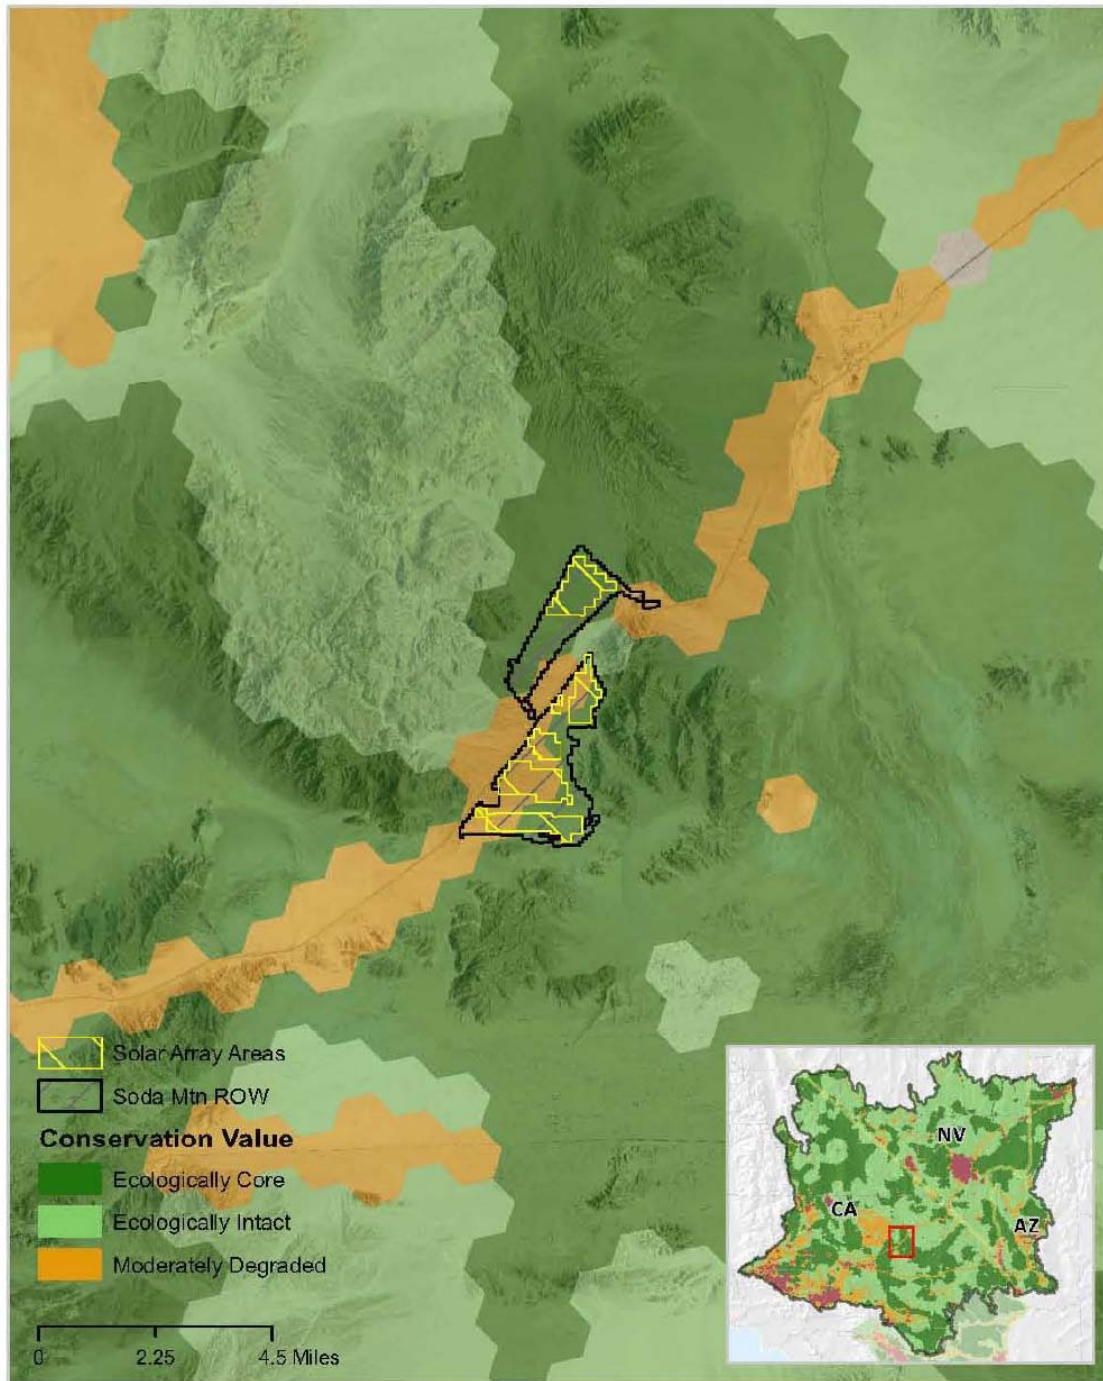 Solar Array Areas
Soda Mtn ROW
Conservation Value
Ecologically Core
Ecologically Intact
Moderately Degraded
0 2.25 4.5 Miles
NV
CA
AZ